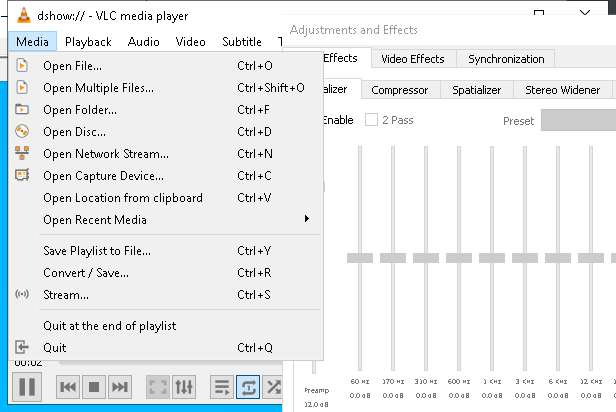 dshow:// - VLC media player
Adjustments and Effects
Media Playback Audio Video Subtitle T
Effects Video Effects Synchronization
alizer Compressor Spatializer Stereo Widener
Enable 2 Pass Preset
Open File... Ctrl+O
Open Multiple Files... Ctrl+Shift+O
Open Folder... Ctrl+F
Open Disc... Ctrl+D
Open Network Stream... Ctrl+N
Open Capture Device... Ctrl+C
Open Location from clipboard Ctrl+V
Open Recent Media
Save Playlist to File... Ctrl+Y
Convert / Save... Ctrl+R
Stream... Ctrl+S
Quit at the end of playlist
Quit Ctrl+Q
00:02
60 Hz 170 Hz 310 Hz 600 Hz 1 KHz 3 KHz 6 KHz 12 KHz
Preamp 0.0 dB 0.0 dB 0.0 dB 0.0 dB 0.0 dB 0.0 dB 0.0 dB 0.0 dB
12.0 dB